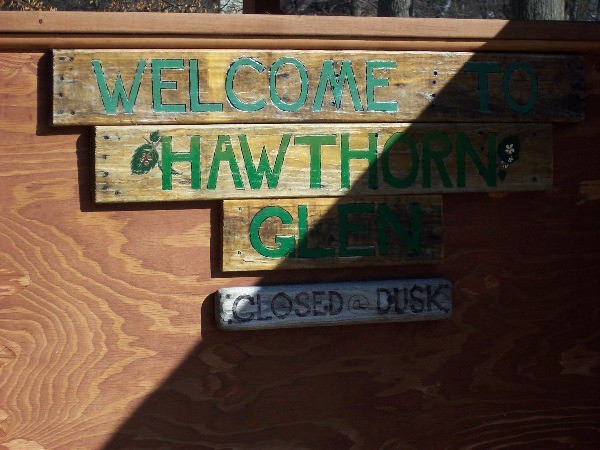 WELCOME TO
HAWTHORN
GLEN
CLOSED @ DUSK